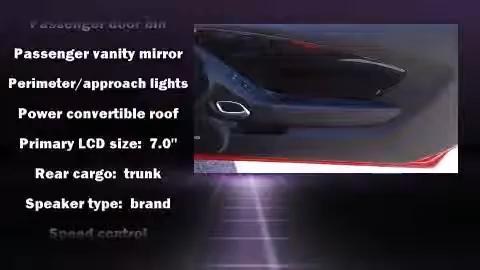 Passenger door bin
Passenger vanity mirror
Perimeter/approach lights
Power convertible roof
Primary LCD size:  7.0"
Rear cargo:  trunk
Speaker type:  brand
Speed control